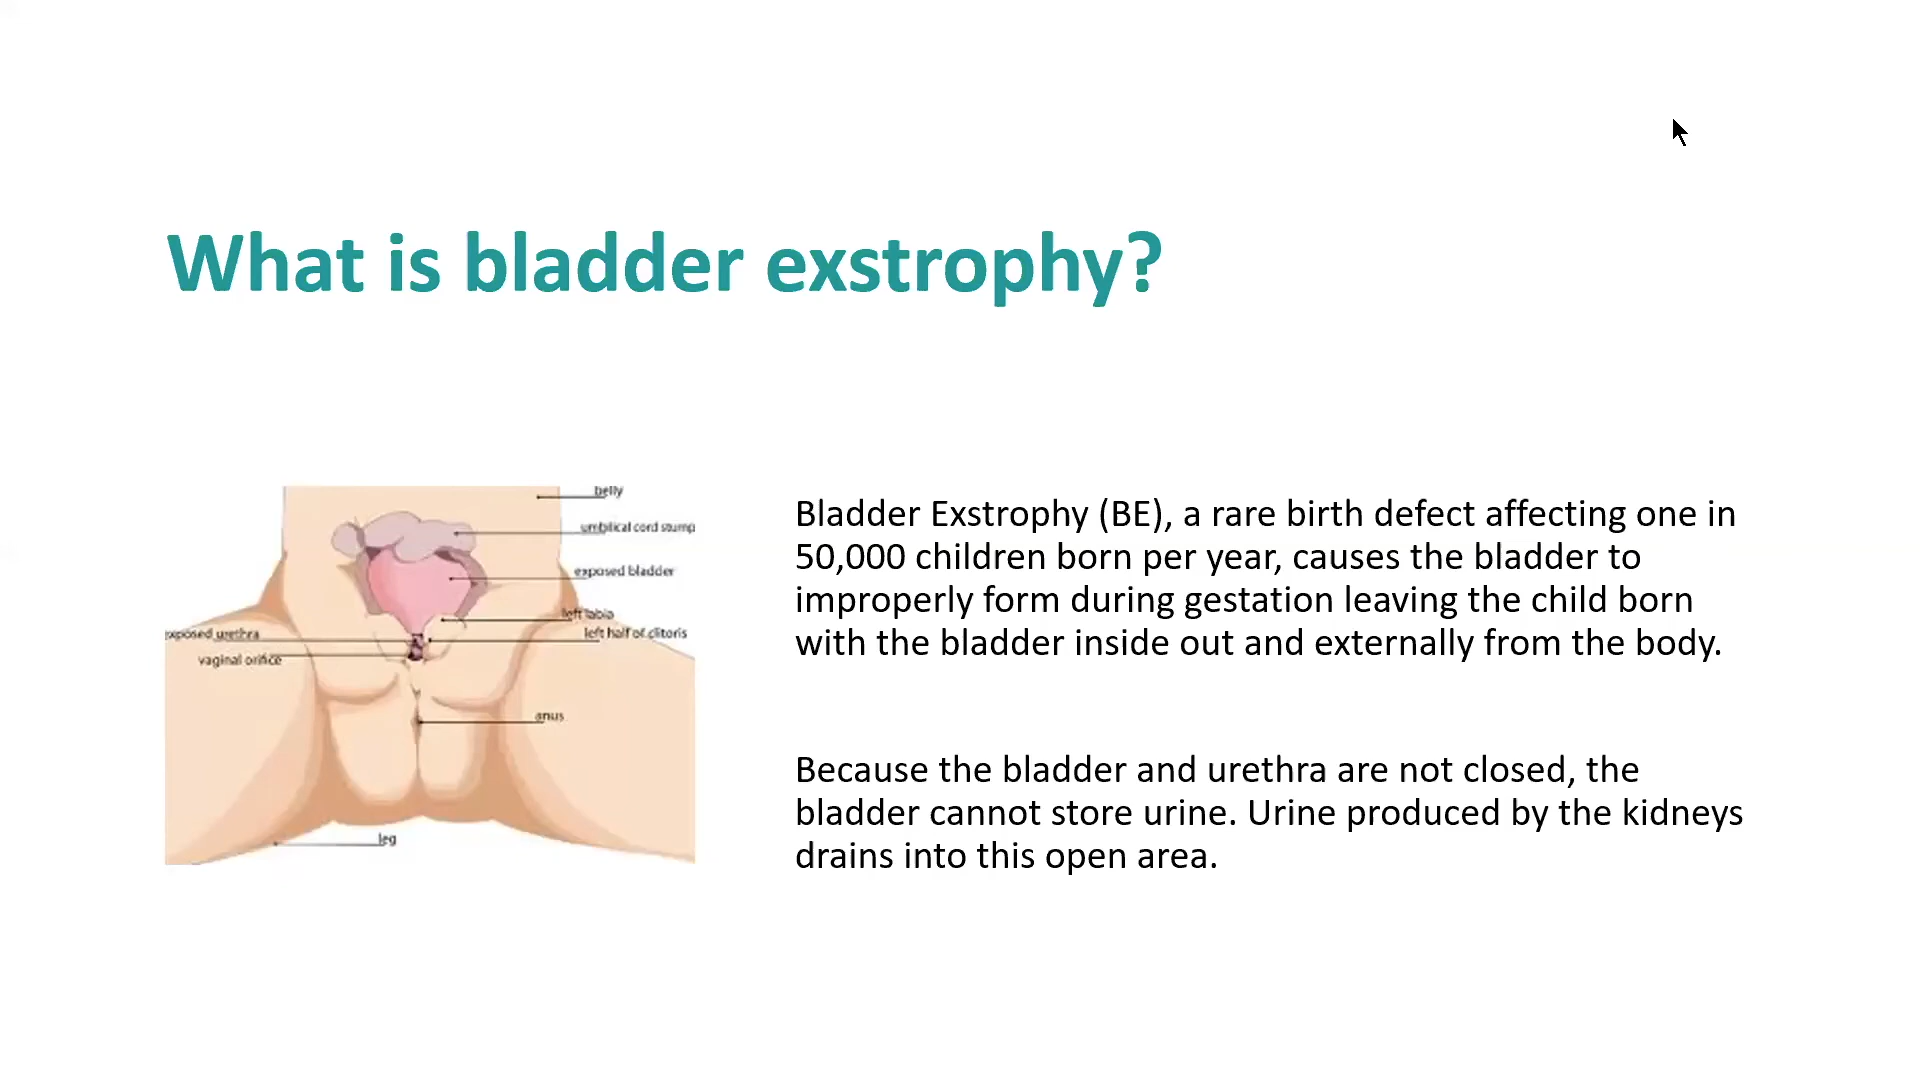 What is bladder exstrophy?
belly
umbilical cord stump
exposed bladder
left labia
left half of clitoris
exposed urethra
vaginal orifice
anus
leg
Bladder Exstrophy (BE), a rare birth defect affecting one in
50,000 children born per year, causes the bladder to
improperly form during gestation leaving the child born
with the bladder inside out and externally from the body.
Because the bladder and urethra are not closed, the
bladder cannot store urine. Urine produced by the kidneys
drains into this open area.